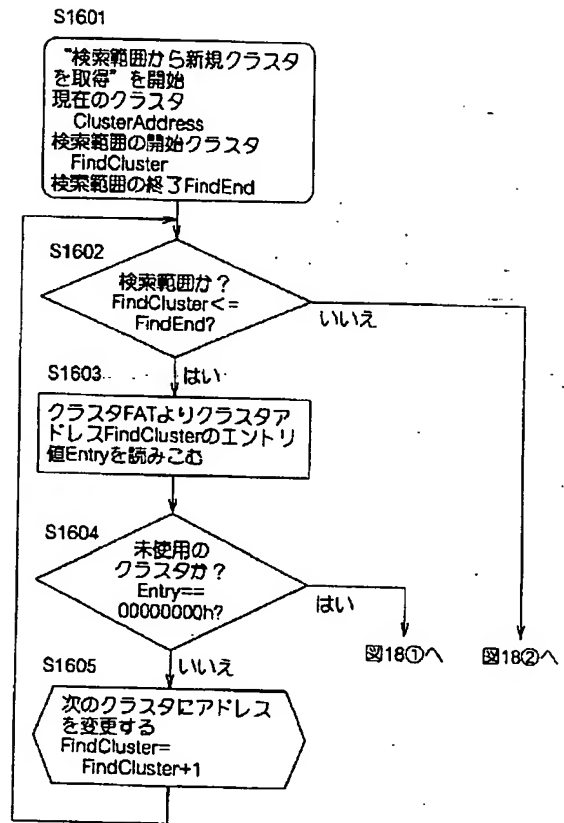 S1601
“検索範囲から新規クラスタ
を取得”を開始
現在のクラスタ
ClusterAddress
検索範囲の開始クラスタ
FindCluster
検索範囲の終了FindEnd
S1602
検索範囲か？
FindCluster<=
FindEnd?
いいえ
はい
S1603
クラスタFATよりクラスタア
ドレスFindClusterのエントリ
値Entryを読みこむ
S1604
未使用の
クラスタか？
Entry==
00000000h?
はい
いいえ
図18①へ
図18②へ
S1605
次のクラスタにアドレス
を変更する
FindCluster=
FindCluster+1